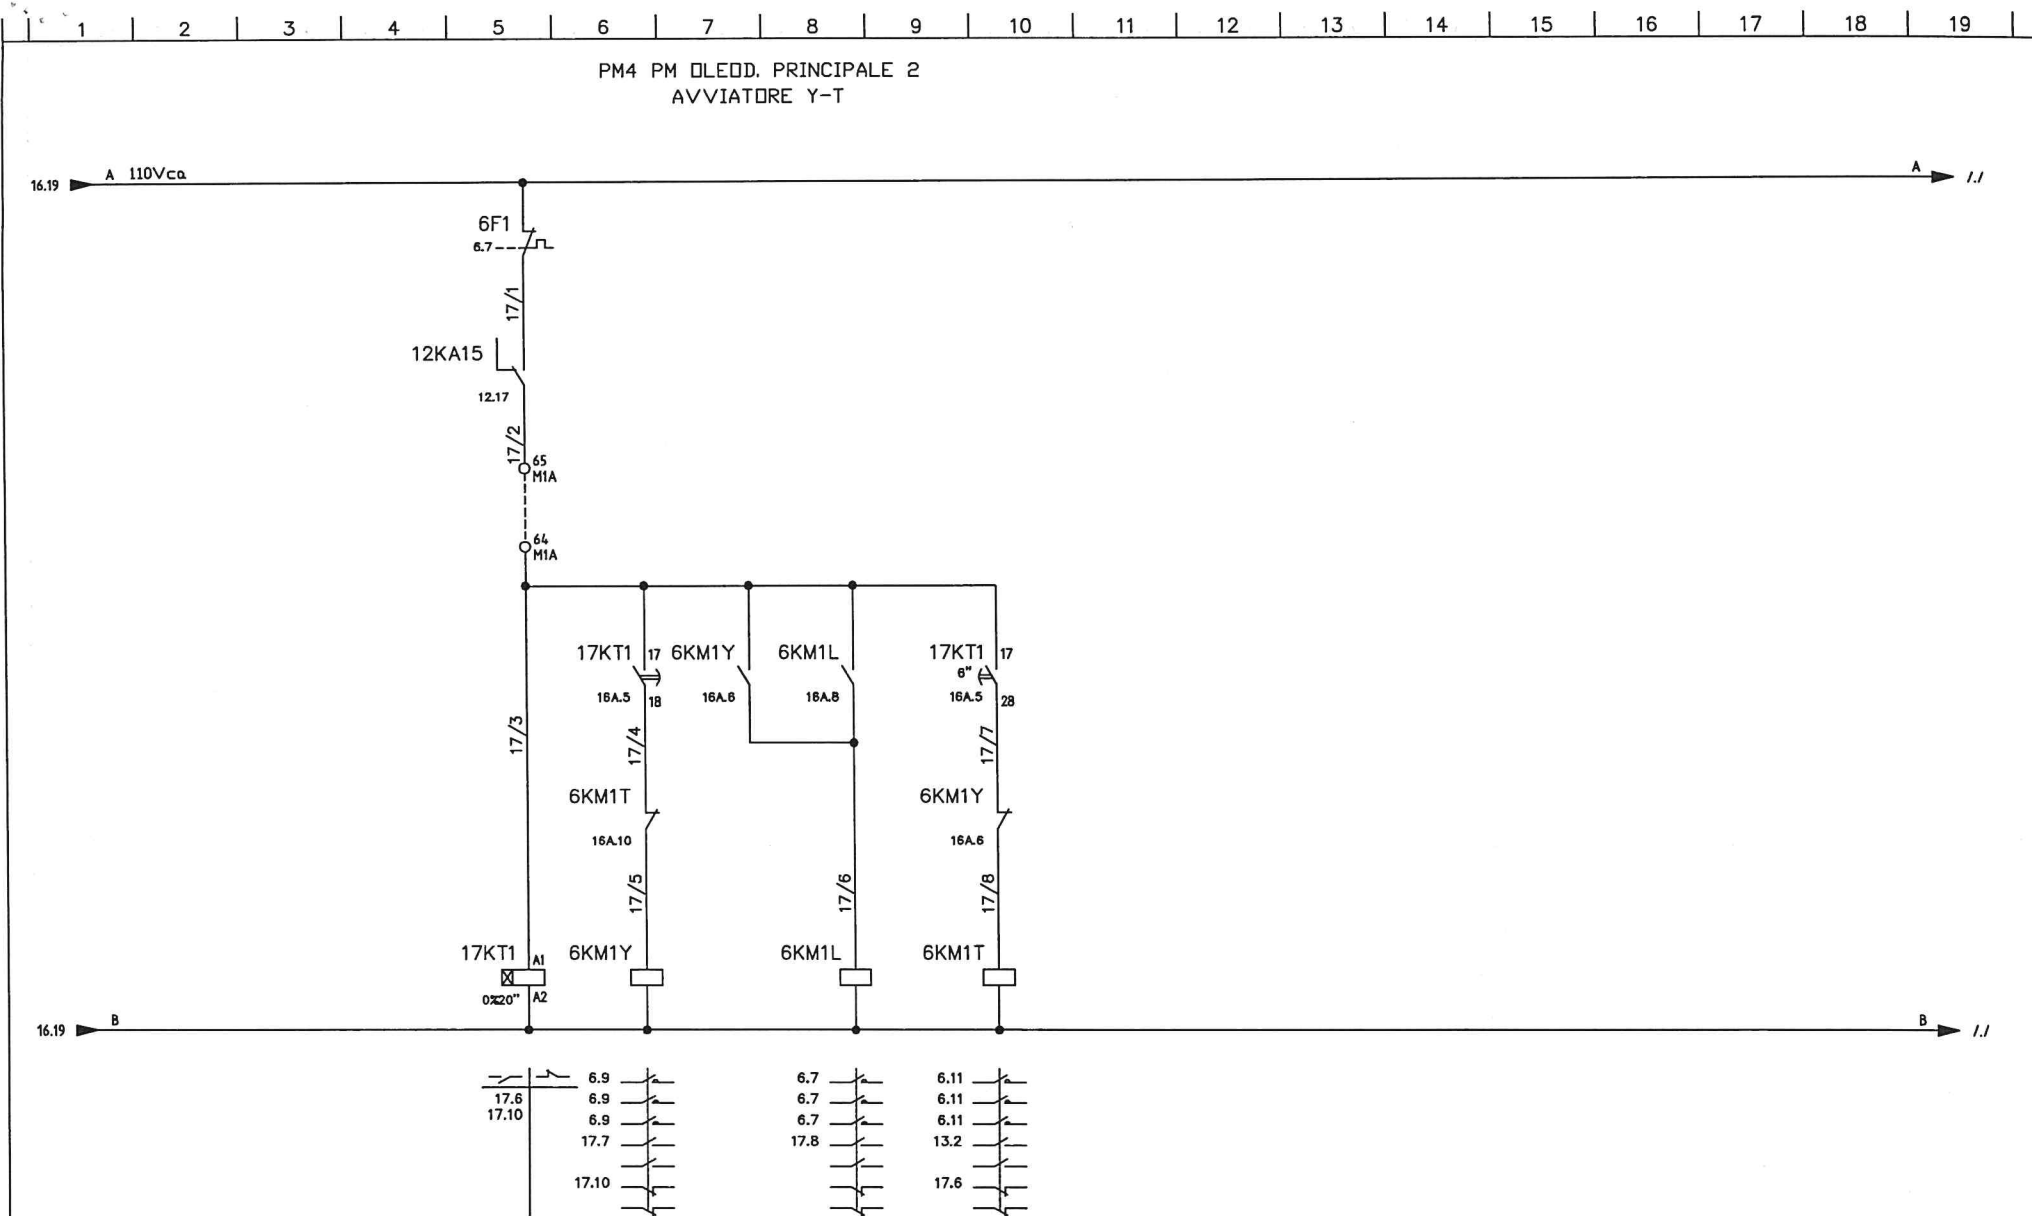 1 2 3 4 5 6 7 8 9 10 11 12 13 14 15 16 17 18 19
PM4 PM OLEOD. PRINCIPALE 2
AVVIATORE Y-T
16.19 A 110Vca A /./
6F1
6.7
17/1
12KA15
12.17
17/2
65
M1A
64
M1A
17KT1 17 6KM1Y 6KM1L 17KT1 17
6"
16A.5 18 16A.6 16A.8 16A.5 28
17/3 17/4 17/7
6KM1T 6KM1Y
16A.10 16A.6
17/5 17/6 17/8
17KT1 A1 6KM1Y 6KM1L 6KM1T
0%20" A2
16.19 B B /./
6.9 6.7 6.11
17.6 6.9 6.7 6.11
17.10 6.9 6.7 6.11
17.7 17.8 13.2
17.10 17.6